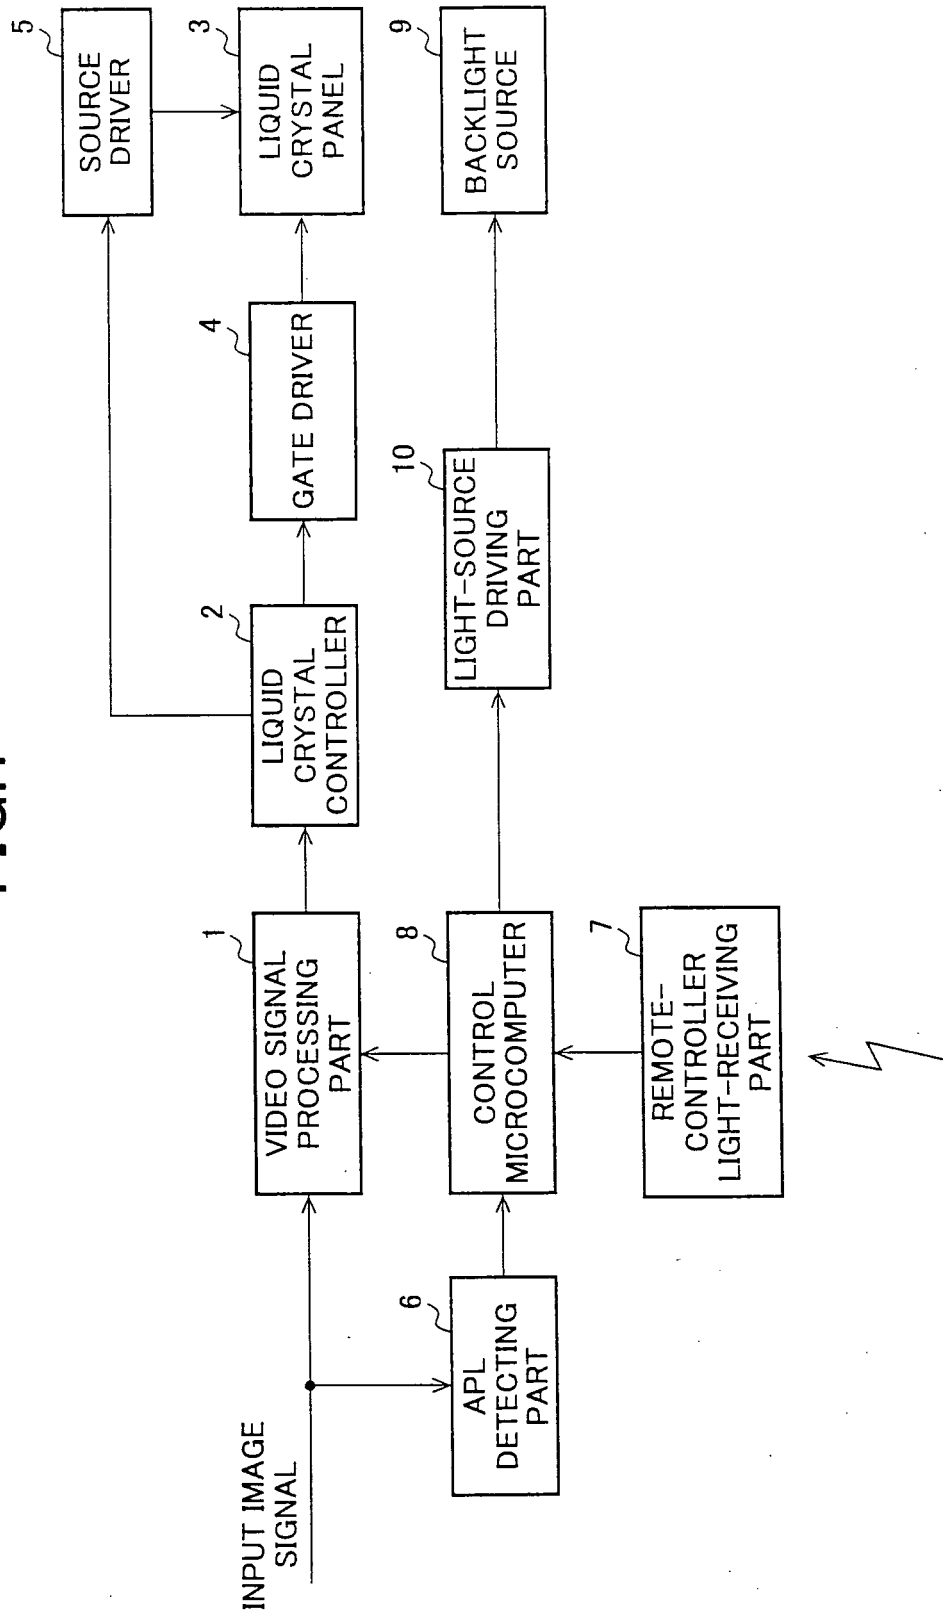 INPUT IMAGE
SIGNAL
1
VIDEO SIGNAL
PROCESSING
PART
2
LIQUID
CRYSTAL
CONTROLLER
4
GATE DRIVER
5
SOURCE
DRIVER
3
LIQUID
CRYSTAL
PANEL
6
APL
DETECTING
PART
8
CONTROL
MICROCOMPUTER
10
LIGHT-SOURCE
DRIVING
PART
9
BACKLIGHT
SOURCE
7
REMOTE-
CONTROLLER
LIGHT-RECEIVING
PART